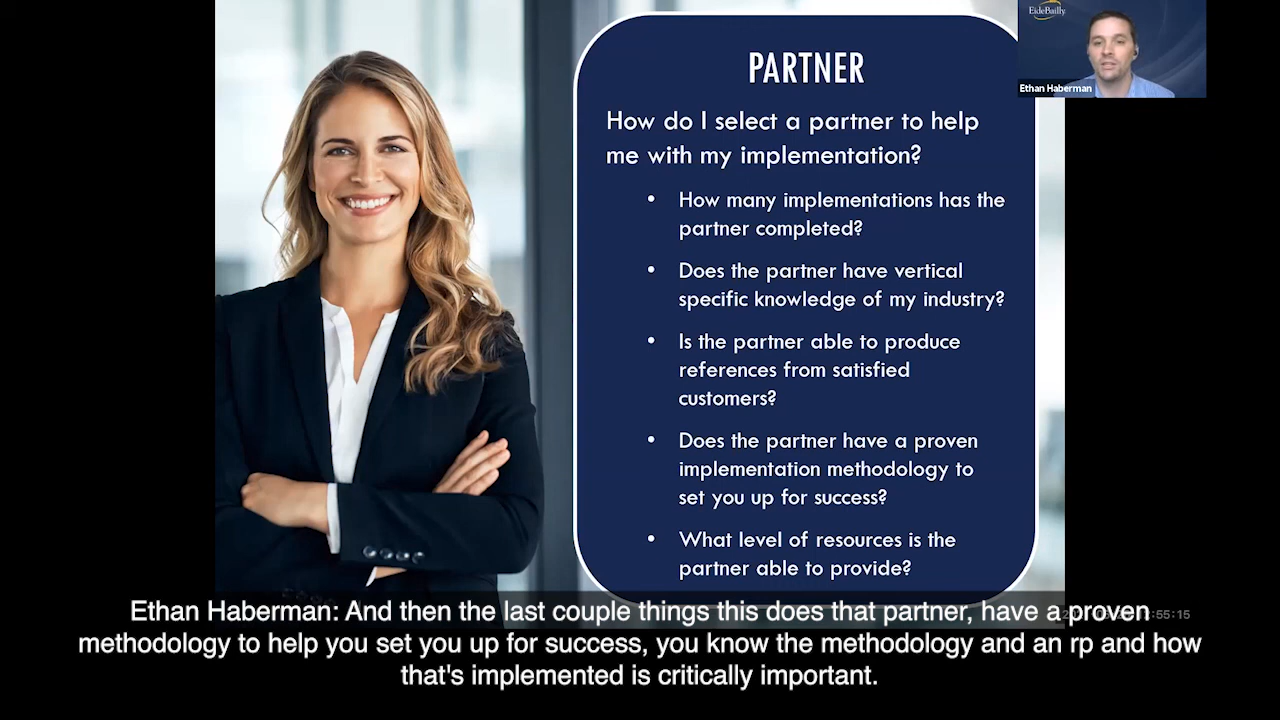 PARTNER
How do I select a partner to help
me with my implementation?
• How many implementations has the
partner completed?
• Does the partner have vertical
specific knowledge of my industry?
• Is the partner able to produce
references from satisfied
customers?
• Does the partner have a proven
implementation methodology to
set you up for success?
• What level of resources is the
partner able to provide?
EideBailly
Ethan Haberman
Ethan Haberman: And then the last couple things this does that partner, have a proven
methodology to help you set you up for success, you know the methodology and an rp and how
that's implemented is critically important.